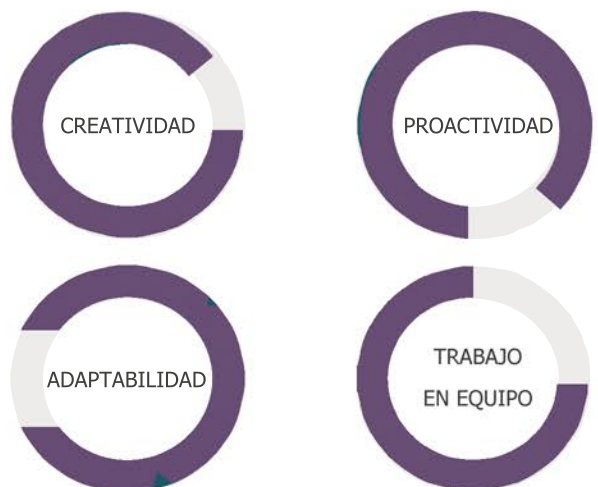 CREATIVIDAD
PROACTIVIDAD
ADAPTABILIDAD
TRABAJO
EN EQUIPO